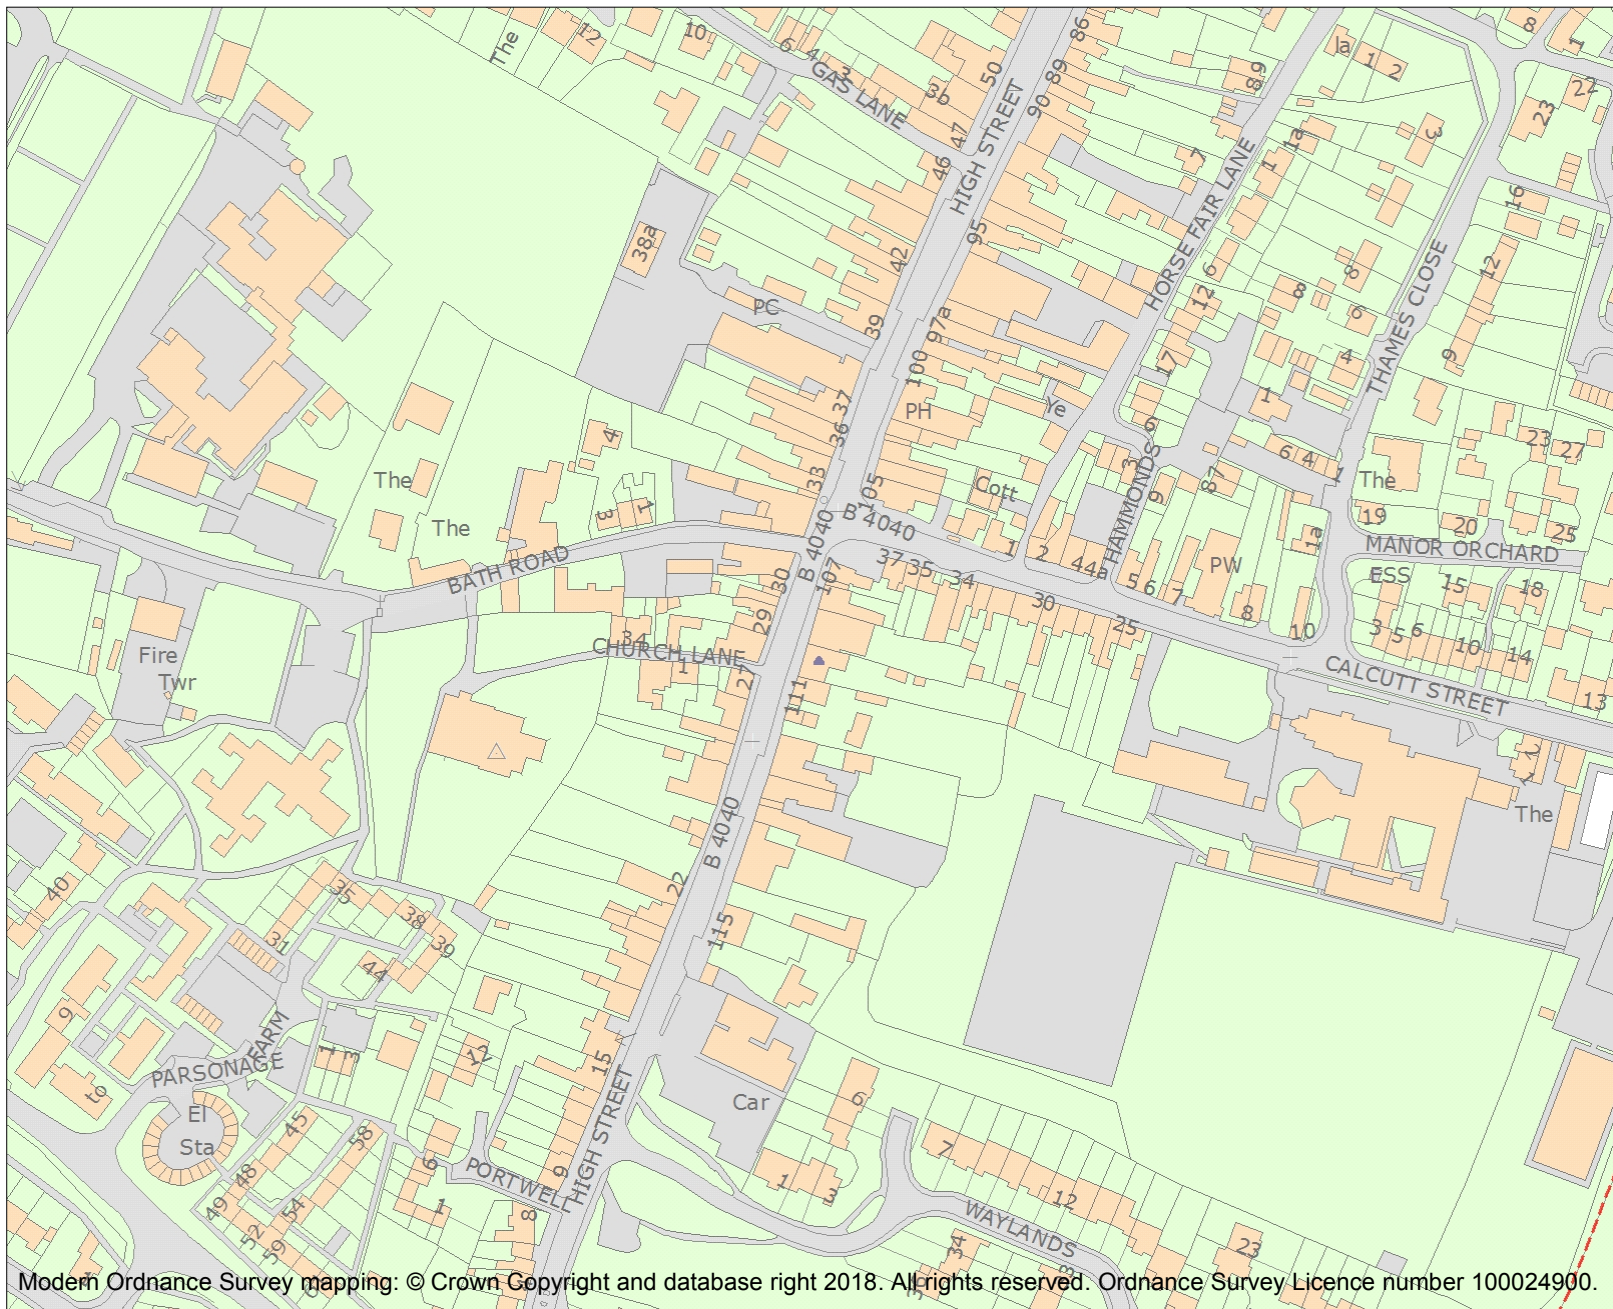 The
12
10
6
4
3
3b
GAS LANE
50
HIGH STREET
86
89
90
89
la
1
2
8
1
22
23
47
46
95
42
38a
PC
39
97a
100
PH
37
36
33
105
7
HORSE FAIR LANE
1
1a
3
16
6
12
8
8
6
4
12
9
THAMES CLOSE
17
Ye
6
3
9
HAMMONDS
87
1
6
4
1
The
19
20
23
27
25
4
3
1
The
The
BATH ROAD
B 4040
B 4040
Cott
1
2
44a
5
6
7
PW
8
1a
10
MANOR ORCHARD
ESS
15
18
3
5
6
10
14
13
CALCUTT STREET
37
35
34
30
25
107
30
29
34
CHURCH LANE
1
27
111
Fire
Twr
B 4040
22
115
2
1
The
40
35
38
39
31
44
9
to
FARM
PARSONAGE
1
3
12
15
El
Sta
45
58
48
49
54
52
59
6
1
PORTWELL
9
8
HIGH STREET
Car
6
1
3
7
12
WAYLANDS
34
23
Modern Ordnance Survey mapping: © Crown Copyright and database right 2018. All rights reserved. Ordnance Survey Licence number 100024900.